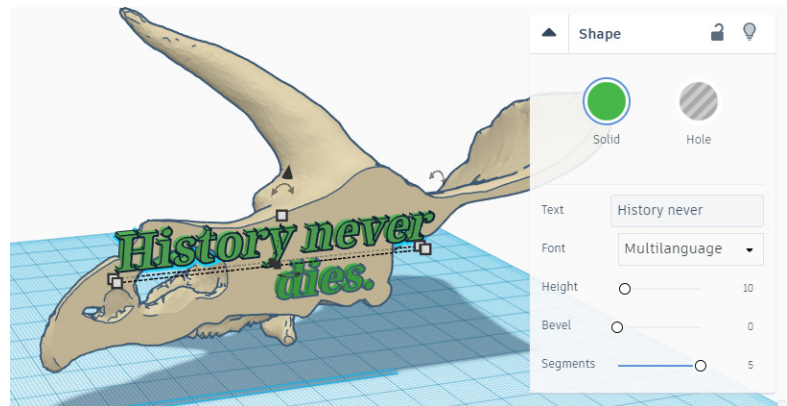 History never
dies.
Shape
Solid
Hole
Text
History never
Font
Multilanguage
Height
10
Bevel
0
Segments
5